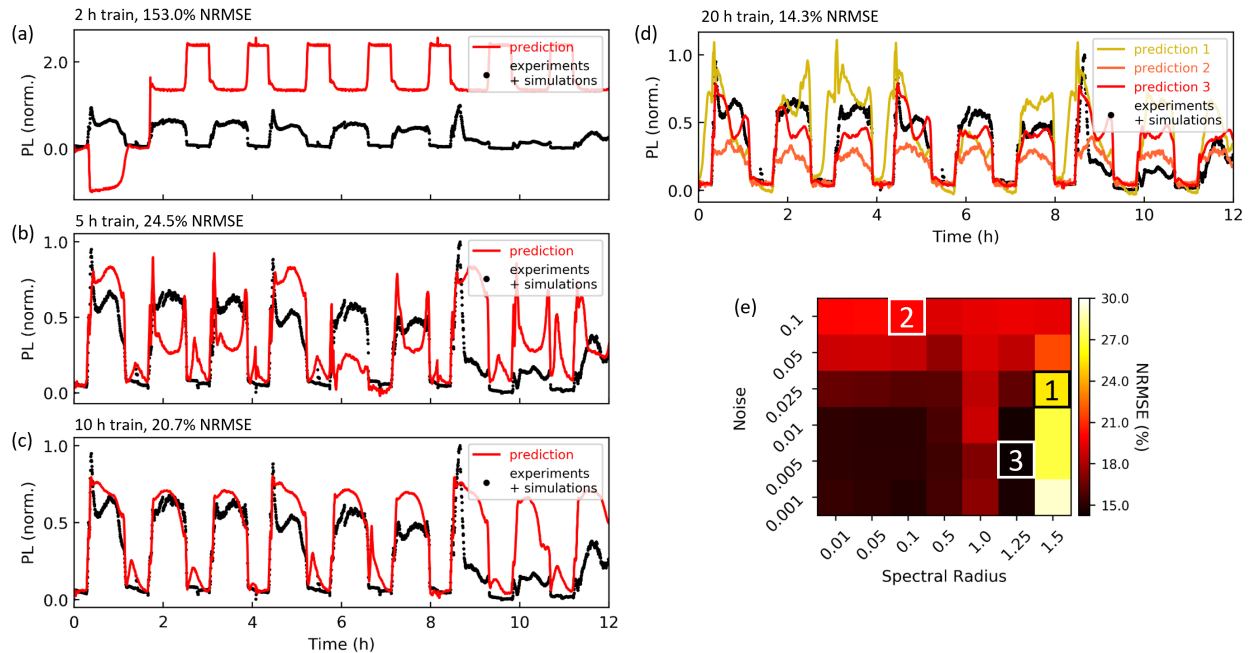 2 h train, 153.0% NRMSE
(a)
prediction
experiments
+ simulations
PL (norm.)
2.0
1.0
0.0
5 h train, 24.5% NRMSE
(b)
prediction
experiments
+ simulations
PL (norm.)
1.0
0.5
0.0
10 h train, 20.7% NRMSE
(c)
prediction
experiments
+ simulations
PL (norm.)
1.0
0.5
0.0
0 2 4 6 8 10 12
Time (h)
20 h train, 14.3% NRMSE
(d)
prediction 1
prediction 2
prediction 3
experiments
+ simulations
PL (norm.)
1.0
0.5
0.0
0 2 4 6 8 10 12
Time (h)
(e)
Noise
0.1
0.05
0.025
0.01
0.005
0.001
2
1
3
0.01 0.05 0.1 0.5 1.0 1.25 1.5
Spectral Radius
30.0
27.0
24.0
21.0
18.0
15.0
NRMSE (%)